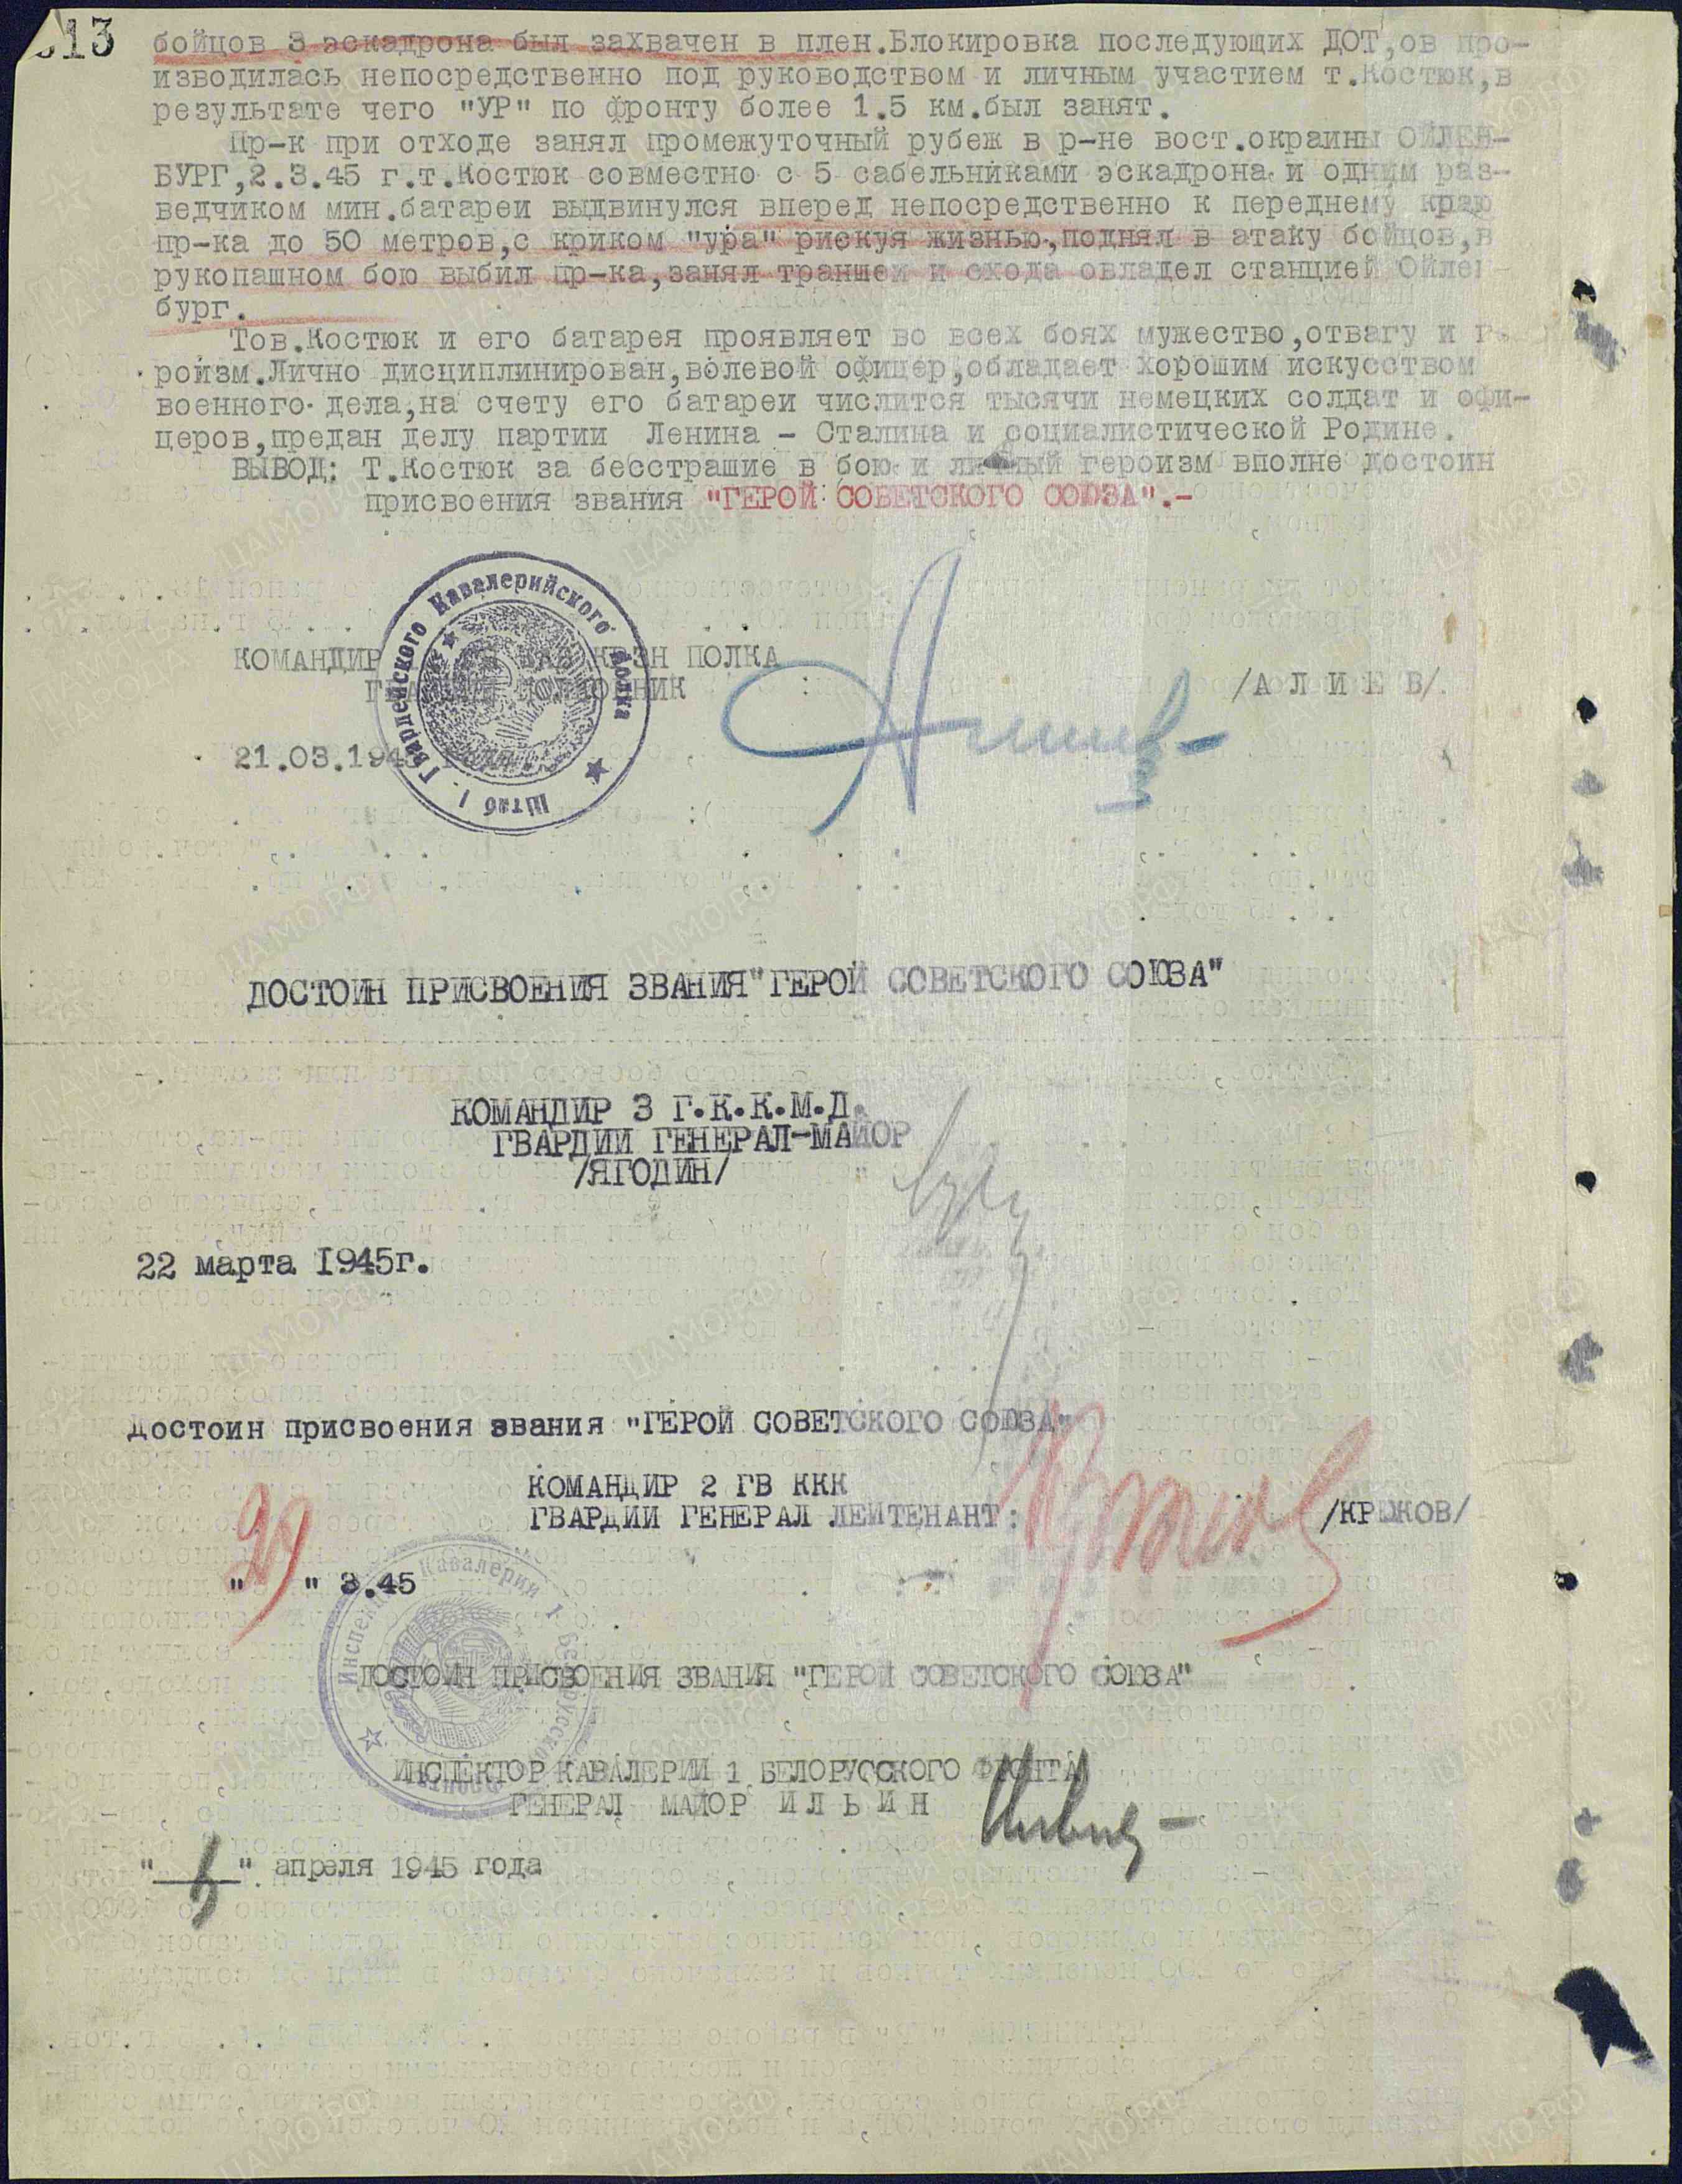 13
бойцов 3 эскадрона был захвачен в плен.Блокировка последующих ДОТ,ов про-
изводилась непосредственно под руководством и личным участием т.Костюк,в
результате чего "УР" по фронту более 1.5 км.был занят.
Пр-к при отходе занял промежуточный рубеж в р-не вост.окраины ОЙЛЕН-
БУРГ,2.3.45 г.т.Костюк совместно с 5 сабельниками эскадрона и одним раз-
ведчиком мин.батареи выдвинулся вперед непосредственно к переднему краю
пр-ка до 50 метров,с криком "ура" рискуя жизнью,поднял в атаку бойцов,в
рукопашном бою выбил пр-ка,занял траншеи и схода овладел станцией Ойлен
бург.
Тов.Костюк и его батарея проявляет во всех боях мужество,отвагу и г
роизм.Лично дисциплинирован,волевой офицер,обладает хорошим искусством
военного дела,на счету его батареи числится тысячи немецких солдат и офи-
церов,предан делу партии Ленина - Сталина и социалистической Родине.
ВЫВОД: Т.Костюк за бесстрашие в бою и личный героизм вполне достоин
присвоения звания "ГЕРОЙ СОВЕТСКОГО СОЮЗА".-
КОМАНДИР ПОЛКА
/АЛИЕВ/
21.03.194
Штаб Гвардейского Кавалерийского полка
ДОСТОИН ПРИСВОЕНИЯ ЗВАНИЯ "ГЕРОЙ СОВЕТСКОГО СОЮЗА"
КОМАНДИР 3 Г.К.К.М.Д.
ГВАРДИИ ГЕНЕРАЛ-МАЙОР
/ЯГОДИН/
22 марта 1945г.
Достоин присвоения звания "ГЕРОЙ СОВЕТСКОГО СОЮЗА"
КОМАНДИР 2 ГВ ККК
ГВАРДИИ ГЕНЕРАЛ ЛЕЙТЕНАНТ: /КРЮКОВ/
"29" 3.45
ДОСТОИН ПРИСВОЕНИЯ ЗВАНИЯ "ГЕРОЙ СОВЕТСКОГО СОЮЗА"
ИНСПЕКТОР КАВАЛЕРИИ 1 БЕЛОРУССКОГО ФРОНТА
ГЕНЕРАЛ МАЙОР ИЛЬИН
" " апреля 1945 года
ЦАМО.РФ